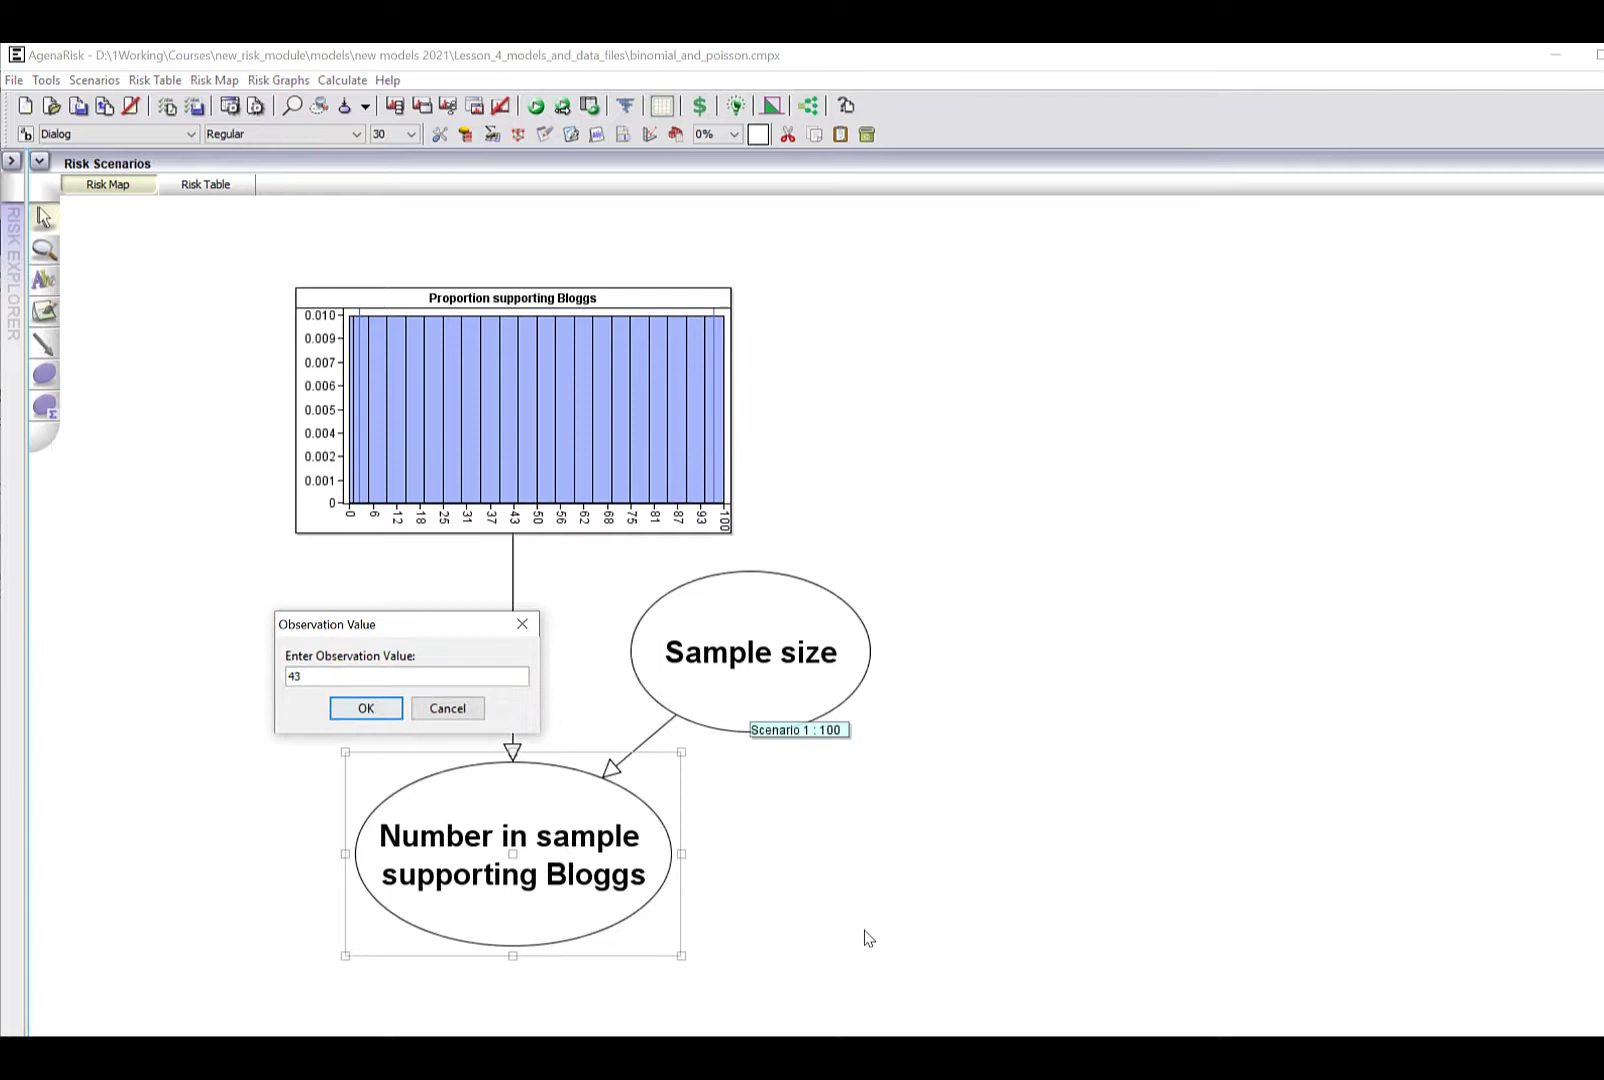 AgenaRisk - D:\1Working\Courses\new_risk_module\models\new models 2021\Lesson_4_models_and_data_files\binomial_and_poisson.cmpx
File Tools Scenarios Risk Table Risk Map Risk Graphs Calculate Help
Dialog Regular 30 0%
Risk Scenarios
Risk Map Risk Table
RISK EXPLORER
Abc
Proportion supporting Bloggs
0.010
0.009
0.007
0.006
0.005
0.004
0.002
0.001
0
0 6 12 18 25 31 37 43 50 56 62 68 75 81 87 93 100
Observation Value
Enter Observation Value:
43
OK Cancel
Sample size
Scenario 1 : 100
Number in sample
supporting Bloggs